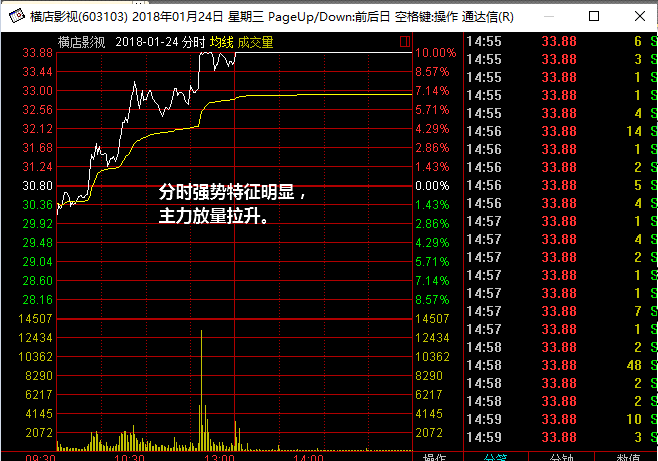 横店影视(603103) 2018年01月24日 星期三 PageUp/Down:前后日 空格键:操作 通达信(R)
横店影视 2018-01-24 分时 均线 成交量
33.88 10.00% 14:55 33.88 6 S
33.44 8.57% 14:55 33.88 3 S
33.00 7.14% 14:55 33.88 1 S
32.56 5.71% 14:55 33.88 1 S
32.12 4.29% 14:55 33.88 4 S
31.68 2.86% 14:56 33.88 14 S
31.24 1.43% 14:56 33.88 1 S
30.80 0.00% 14:56 33.88 2 S
30.36 1.43% 14:56 33.88 5 S
29.92 2.86% 14:56 33.88 4 S
29.48 4.29% 14:57 33.88 1 S
29.04 5.71% 14:57 33.88 4 S
28.60 7.14% 14:57 33.88 2 S
28.16 8.57% 14:57 33.88 1 S
14507 14507 14:57 33.88 1 S
12434 12434 14:57 33.88 7 S
10362 10362 14:57 33.88 1 S
8290 8290 14:58 33.88 2 S
6217 6217 14:58 33.88 48 S
4145 4145 14:58 33.88 2 S
2072 2072 14:58 33.88 2 S
14:59 33.88 10 S
14:59 33.88 3 S
分时强势特征明显，
主力放量拉升。
09:30 10:30 13:00 14:00 操作 分笔 分钟 数值